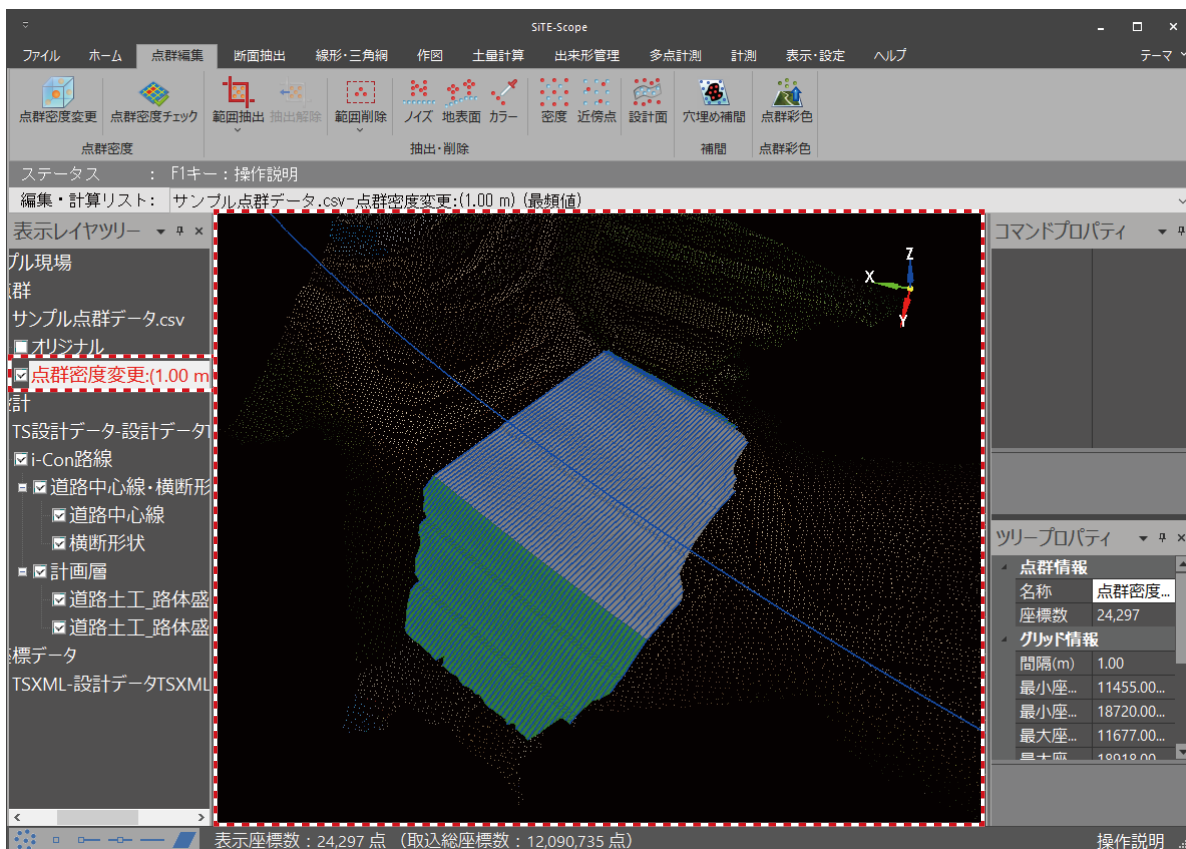 SiTE-Scope
ファイル ホーム 点群編集 断面抽出 線形・三角網 作図 土量計算 出来形管理 多点計測 計測 表示・設定 ヘルプ テーマ
点群密度変更 点群密度チェック 範囲抽出 抽出解除 範囲削除 ノイズ 地表面 カラー 密度 近傍点 設計面 穴埋め補間 点群彩色
点群密度 抽出・削除 補間 点群彩色
ステータス : F1キー：操作説明
編集・計算リスト： サンプル点群データ.csv-点群密度変更:(1.00 m) (最頻値)
表示レイヤツリー
プル現場
点群
サンプル点群データ.csv
オリジナル
点群密度変更:(1.00 m
設計
TS設計データ-設計データT
i-Con路線
道路中心線・横断形
道路中心線
横断形状
計画層
道路土工_路体盛
道路土工_路体盛
座標データ
TSXML-設計データTSXML
Z
X
Y
コマンドプロパティ
ツリープロパティ
点群情報
名称 点群密度...
座標数 24,297
グリッド情報
間隔(m) 1.00
最小座... 11455.00...
最小座... 18720.00...
最大座... 11677.00...
最大座... 18918.00...
表示座標数：24,297 点 （取込総座標数：12,090,735 点）
操作説明